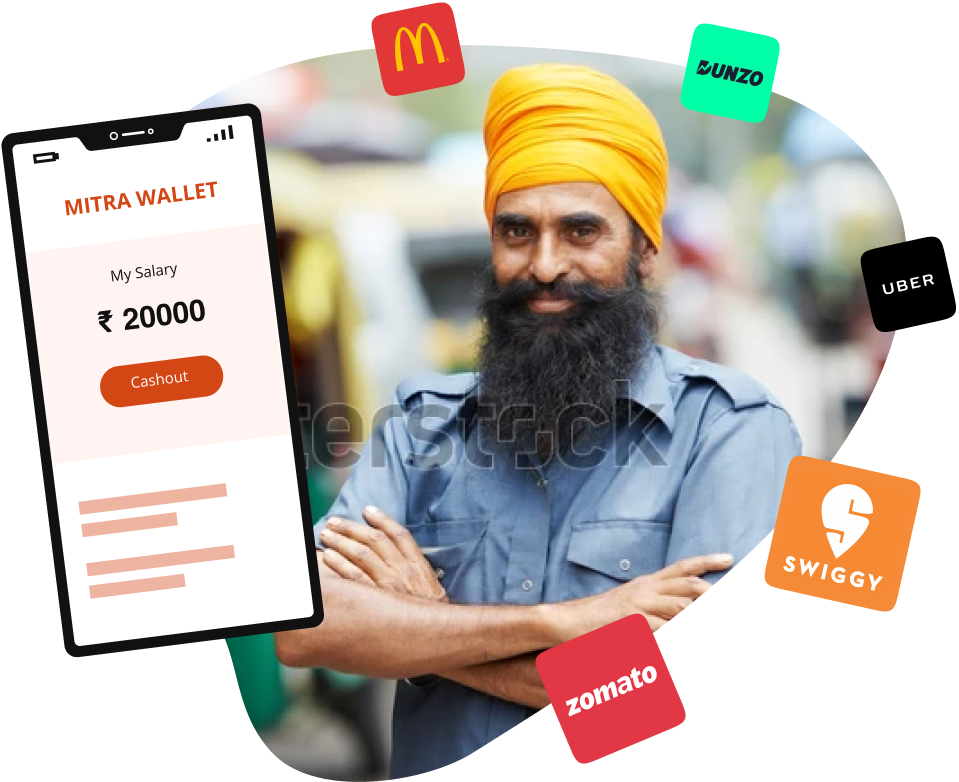 DUNZO
MITRA WALLET
My Salary
₹ 20000
Cashout
UBER
SWIGGY
zomato